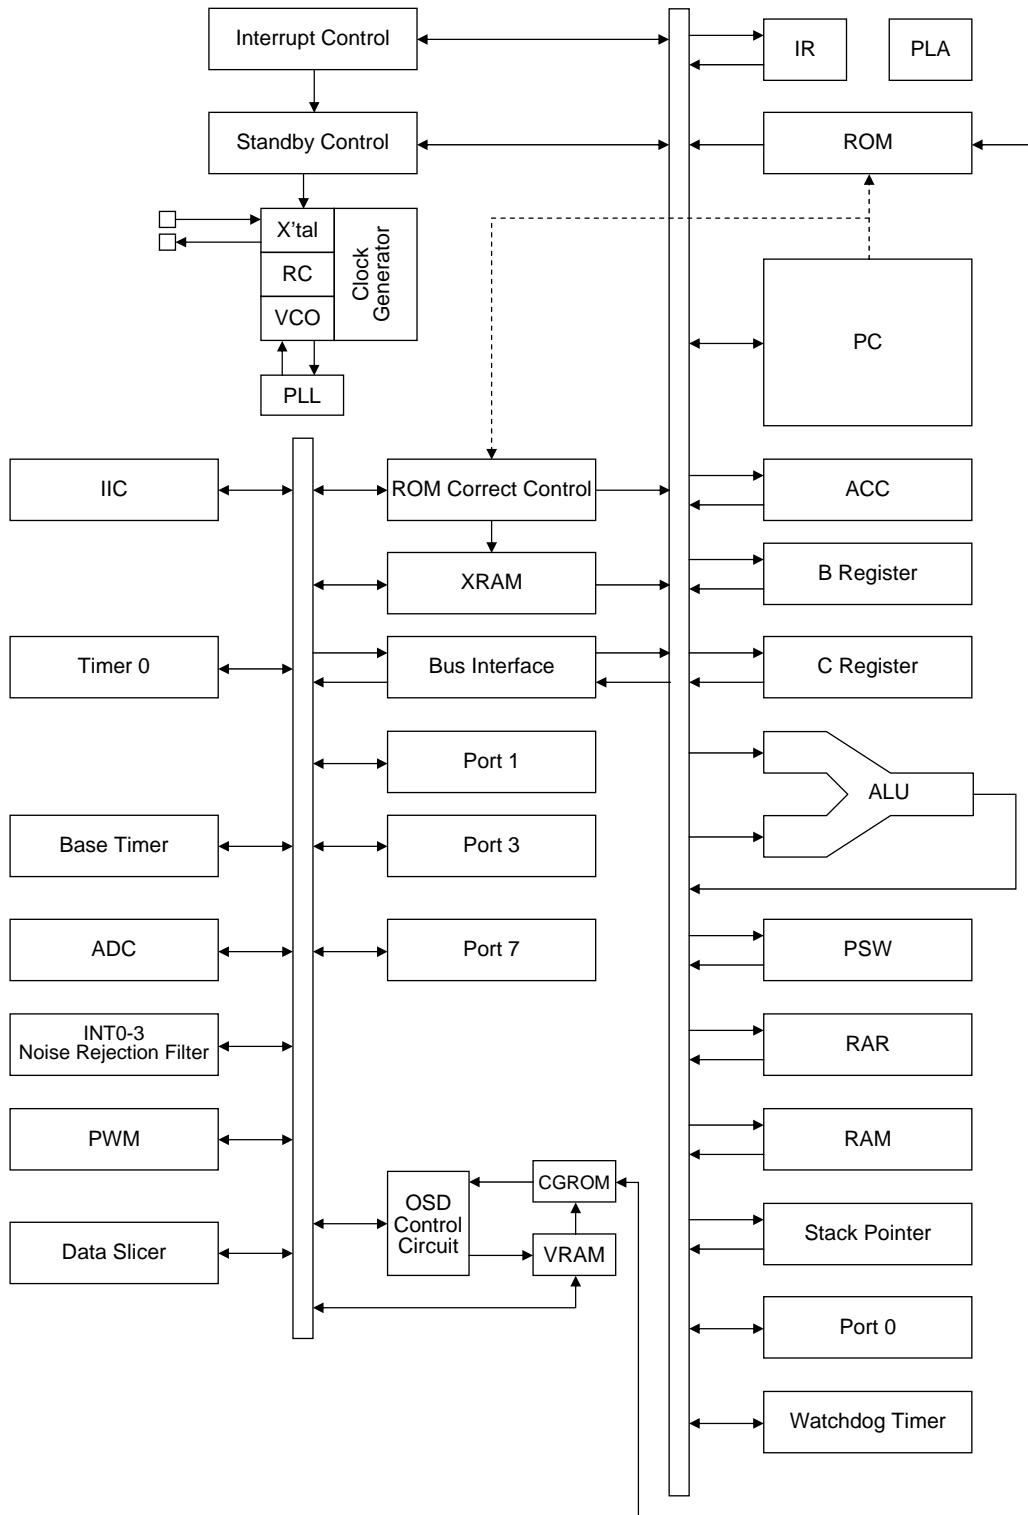 Interrupt Control
IR
PLA
Standby Control
ROM
X'tal
RC
VCO
Clock
Generator
PC
PLL
IIC
ROM Correct Control
ACC
XRAM
B Register
Timer 0
Bus Interface
C Register
Port 1
ALU
Base Timer
Port 3
ADC
Port 7
PSW
INT0-3
Noise Rejection Filter
RAR
PWM
RAM
OSD
Control
Circuit
CGROM
VRAM
Data Slicer
Stack Pointer
Port 0
Watchdog Timer